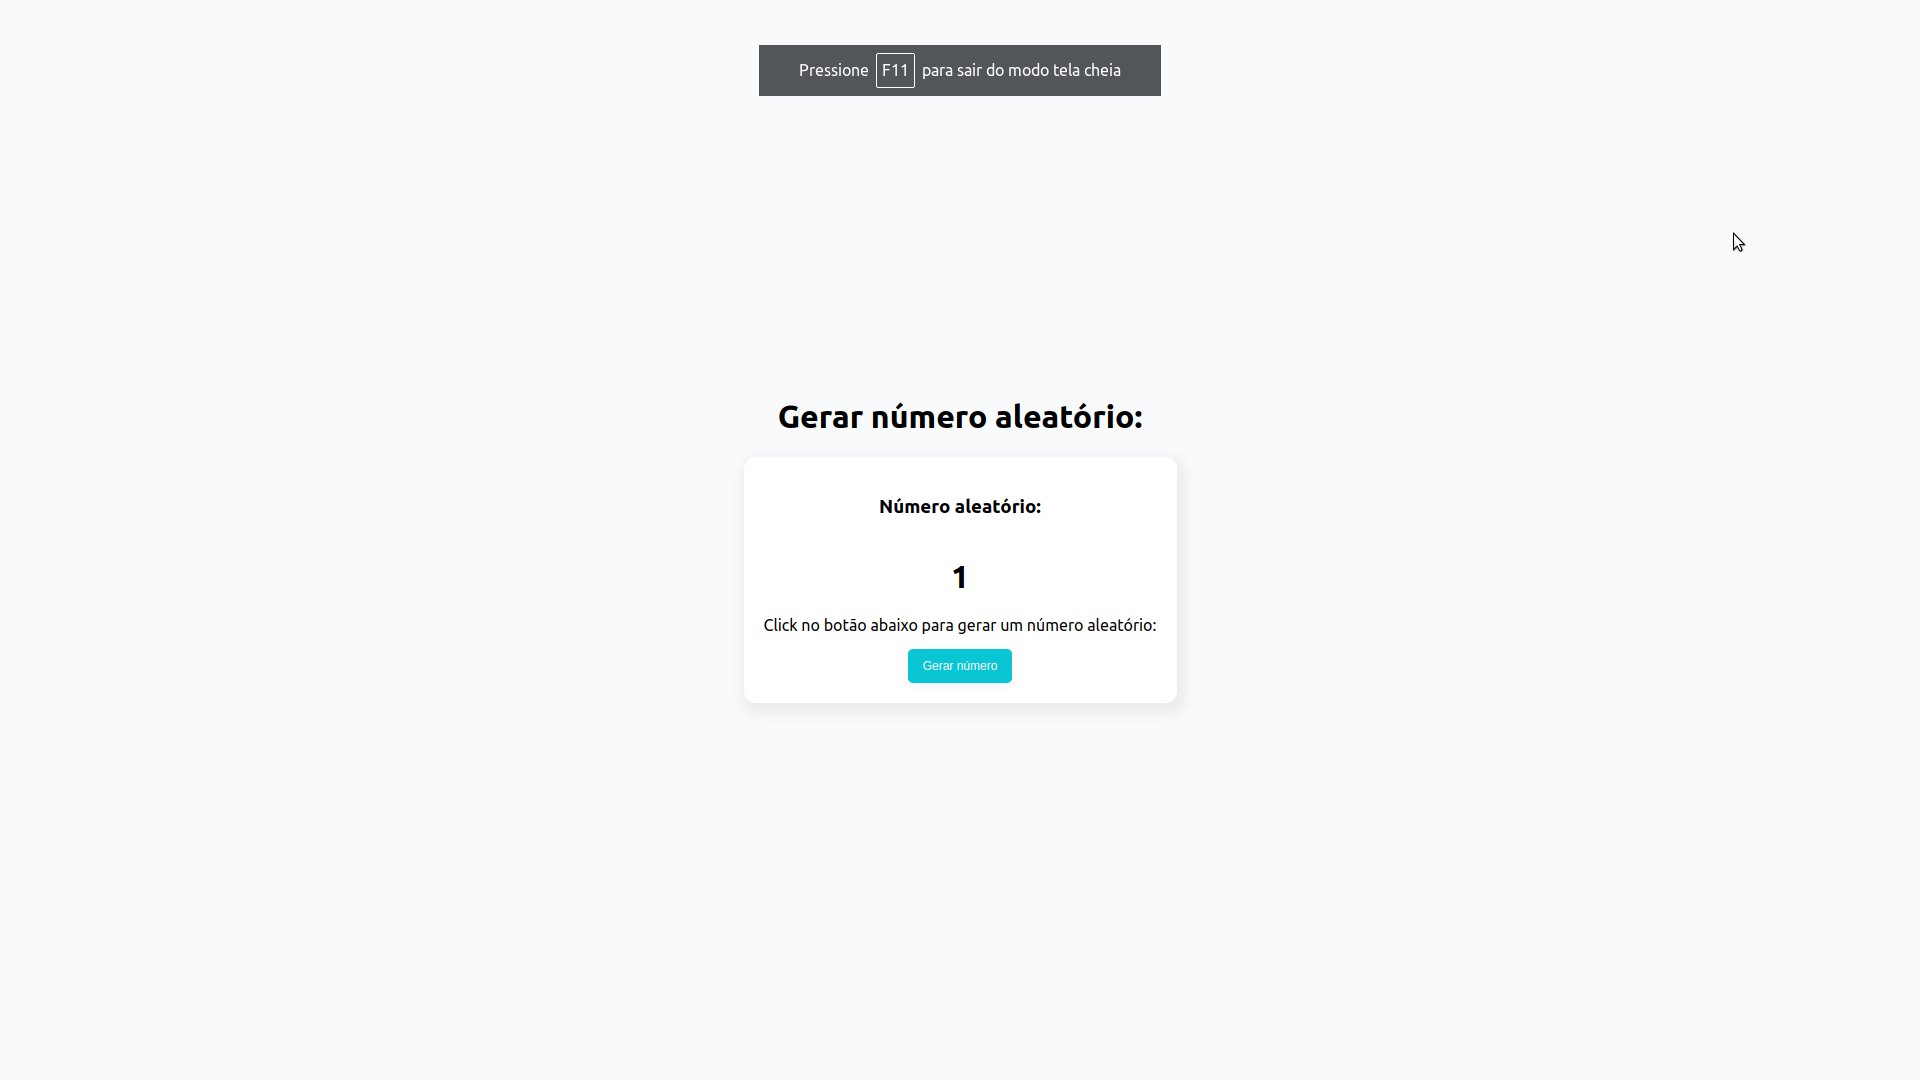 Pressione F11 para sair do modo tela cheia
Gerar número aleatório:
Número aleatório:
1
Click no botão abaixo para gerar um número aleatório:
Gerar número